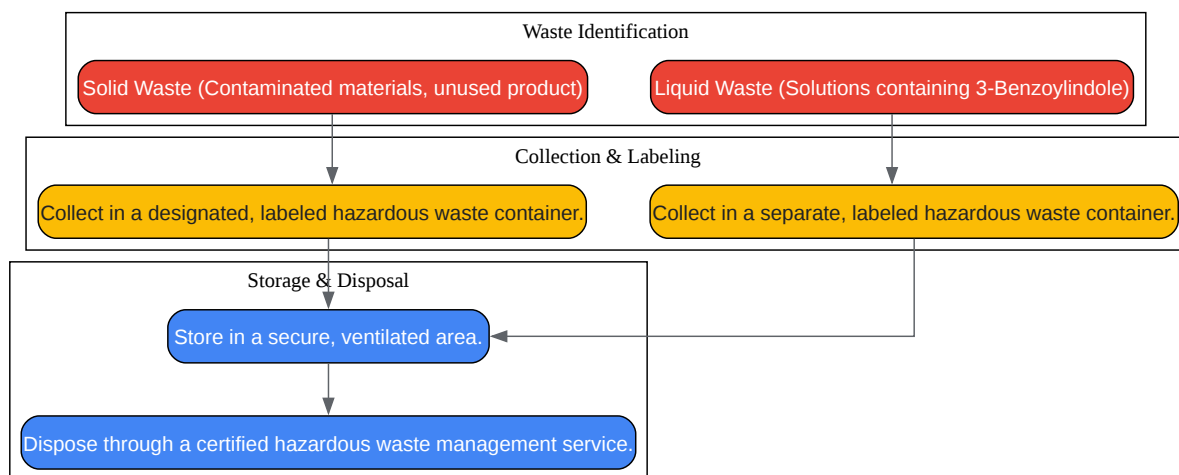 Waste Identification
Solid Waste (Contaminated materials, unused product)
Liquid Waste (Solutions containing 3-Benzoylindole)
Collection & Labeling
Collect in a designated, labeled hazardous waste container.
Collect in a separate, labeled hazardous waste container.
Storage & Disposal
Store in a secure, ventilated area.
Dispose through a certified hazardous waste management service.